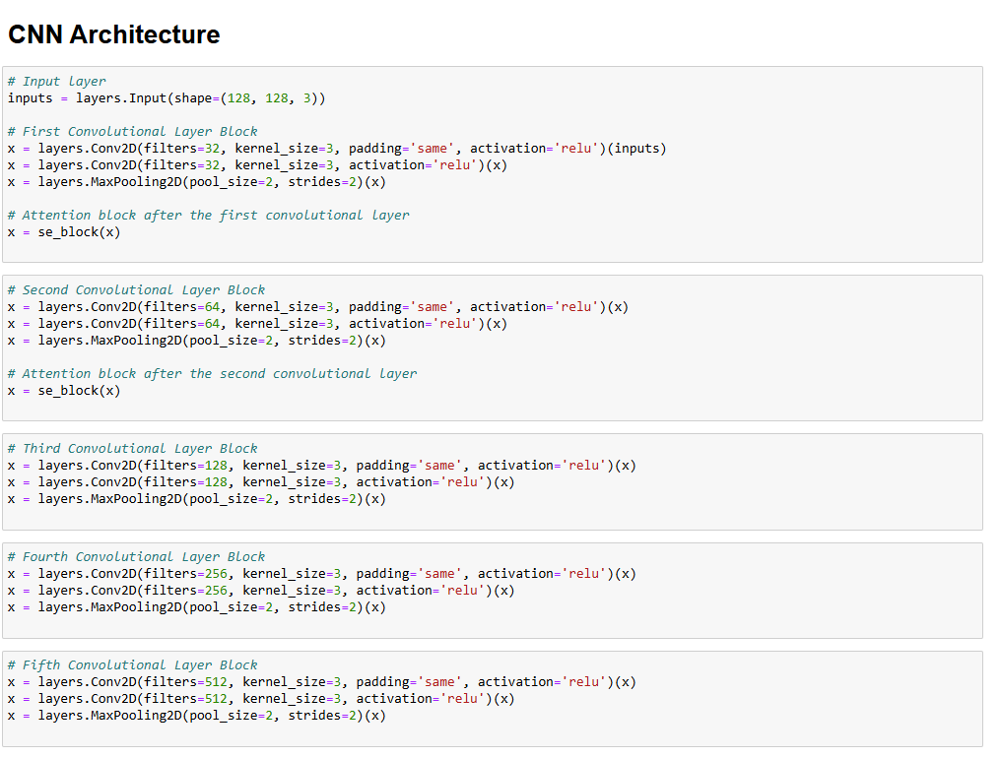 CNN Architecture
# Input layer
inputs = layers.Input(shape=(128, 128, 3))
# First Convolutional Layer Block
x = layers.Conv2D(filters=32, kernel_size=3, padding='same', activation='relu')(inputs)
x = layers.Conv2D(filters=32, kernel_size=3, activation='relu')(x)
x = layers.MaxPooling2D(pool_size=2, strides=2)(x)
# Attention block after the first convolutional layer
x = se_block(x)
# Second Convolutional Layer Block
x = layers.Conv2D(filters=64, kernel_size=3, padding='same', activation='relu')(x)
x = layers.Conv2D(filters=64, kernel_size=3, activation='relu')(x)
x = layers.MaxPooling2D(pool_size=2, strides=2)(x)
# Attention block after the second convolutional layer
x = se_block(x)
# Third Convolutional Layer Block
x = layers.Conv2D(filters=128, kernel_size=3, padding='same', activation='relu')(x)
x = layers.Conv2D(filters=128, kernel_size=3, activation='relu')(x)
x = layers.MaxPooling2D(pool_size=2, strides=2)(x)
# Fourth Convolutional Layer Block
x = layers.Conv2D(filters=256, kernel_size=3, padding='same', activation='relu')(x)
x = layers.Conv2D(filters=256, kernel_size=3, activation='relu')(x)
x = layers.MaxPooling2D(pool_size=2, strides=2)(x)
# Fifth Convolutional Layer Block
x = layers.Conv2D(filters=512, kernel_size=3, padding='same', activation='relu')(x)
x = layers.Conv2D(filters=512, kernel_size=3, activation='relu')(x)
x = layers.MaxPooling2D(pool_size=2, strides=2)(x)